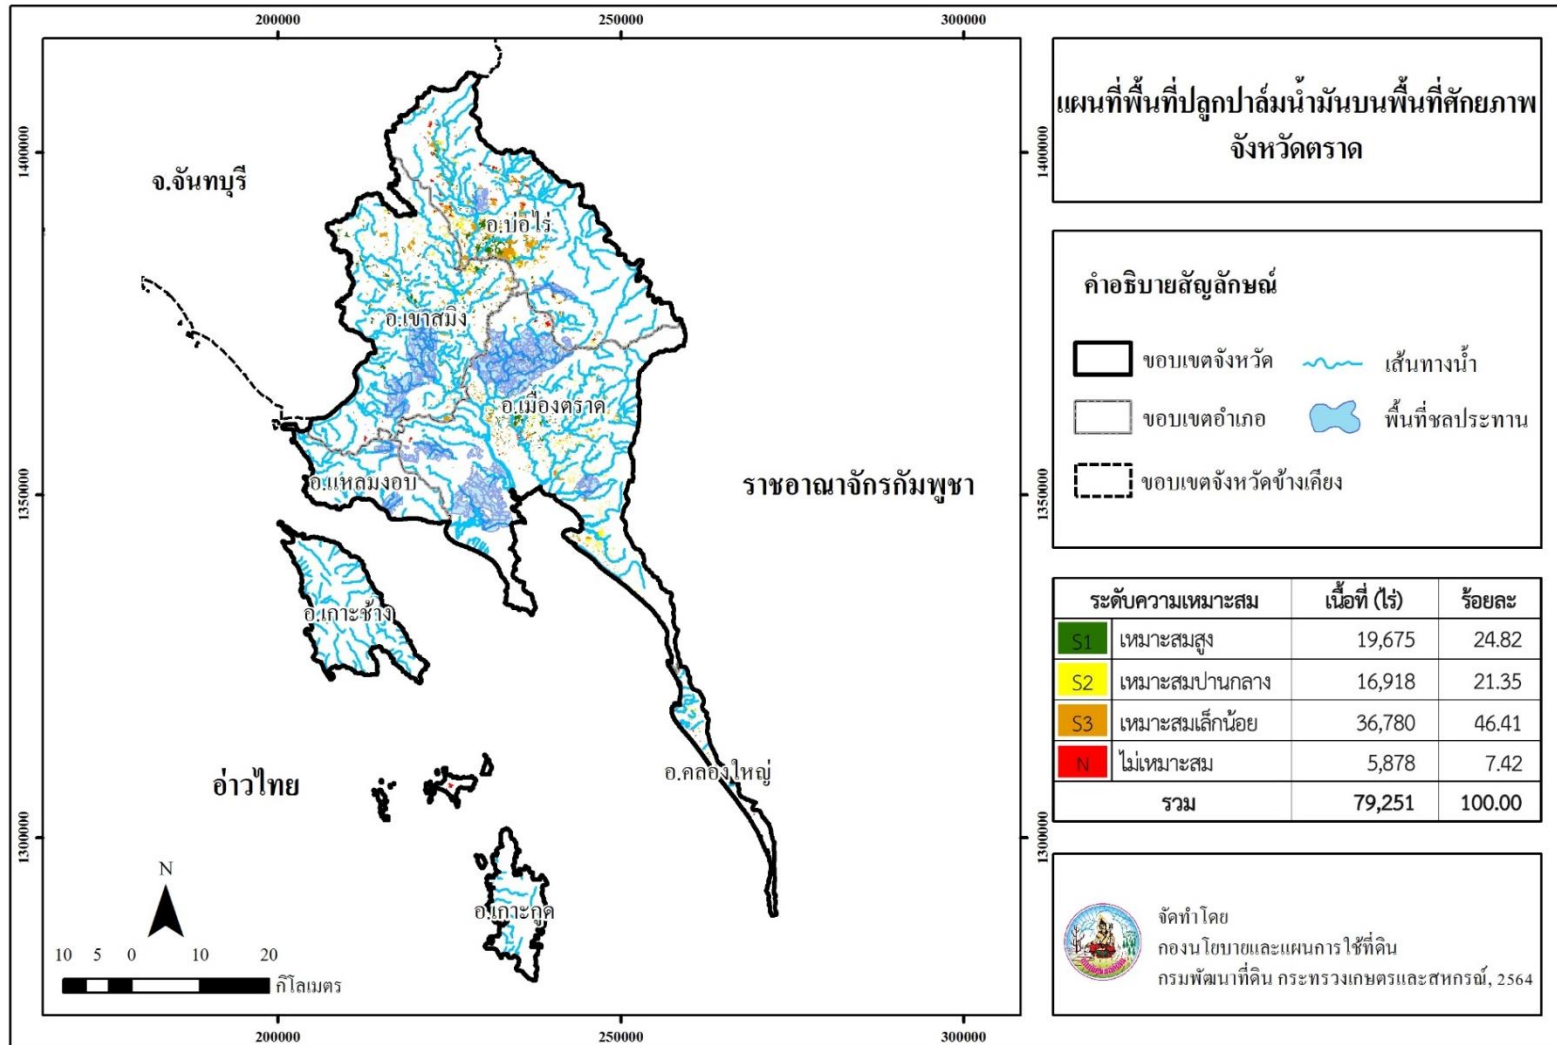 200000 250000 300000
แผนที่พื้นที่ปลูกปาล์มน้ำมันบนพื้นที่ศักยภาพ
จังหวัดตราด
1400000 1400000
จ.จันทบุรี
อ.บ่อไร่
คำอธิบายสัญลักษณ์
อ.เขาสมิง
ขอบเขตจังหวัด เส้นทางน้ำ
อ.เมืองตราด
ขอบเขตอำเภอ พื้นที่ชลประทาน
อ.แหลมงอบ
ราชอาณาจักรกัมพูชา
ขอบเขตจังหวัดข้างเคียง
1350000 1350000
อ.เกาะช้าง
ระดับความเหมาะสม เนื้อที่ (ไร่) ร้อยละ
S1 เหมาะสมสูง 19,675 24.82
S2 เหมาะสมปานกลาง 16,918 21.35
S3 เหมาะสมเล็กน้อย 36,780 46.41
N ไม่เหมาะสม 5,878 7.42
รวม 79,251 100.00
อ่าวไทย
อ.คลองใหญ่
1300000 1300000
อ.เกาะกูด
N
10 5 0 10 20
กิโลเมตร
จัดทำโดย
กองนโยบายและแผนการใช้ที่ดิน
กรมพัฒนาที่ดิน กระทรวงเกษตรและสหกรณ์, 2564
200000 250000 300000